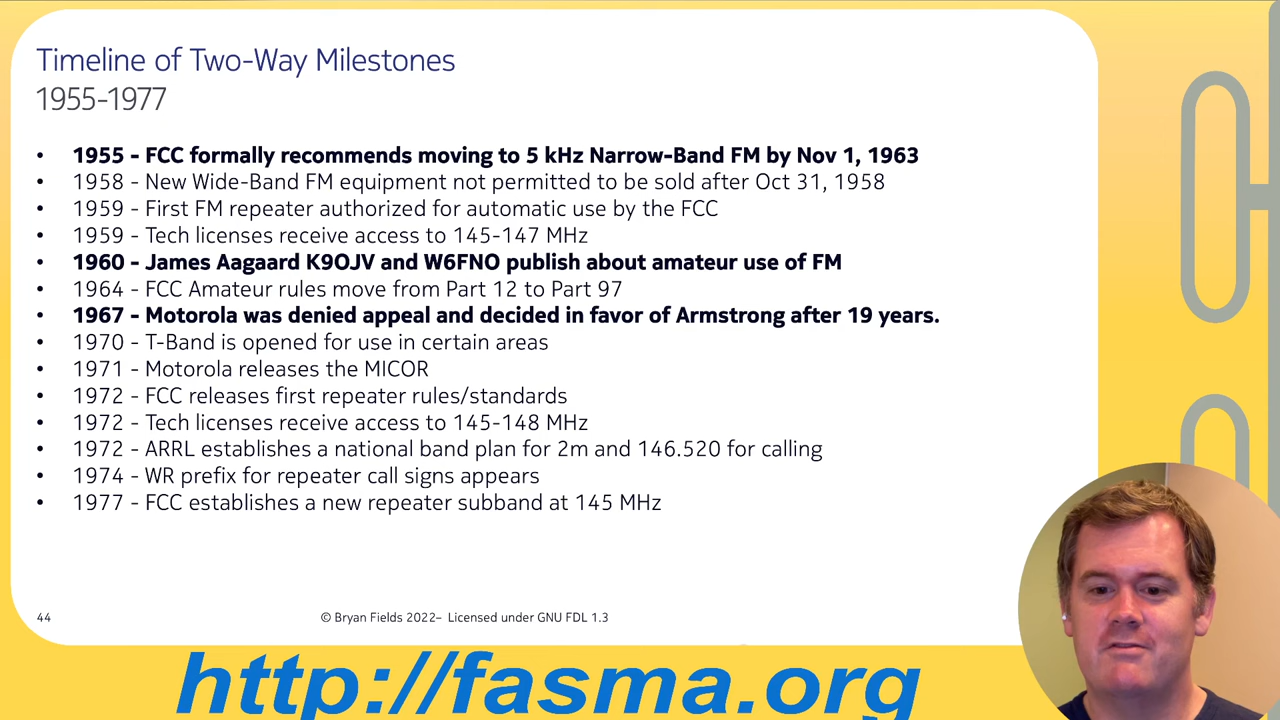 Timeline of Two-Way Milestones
1955-1977
• 1955 - FCC formally recommends moving to 5 kHz Narrow-Band FM by Nov 1, 1963
• 1958 - New Wide-Band FM equipment not permitted to be sold after Oct 31, 1958
• 1959 - First FM repeater authorized for automatic use by the FCC
• 1959 - Tech licenses receive access to 145-147 MHz
• 1960 - James Aagaard K9OJV and W6FNO publish about amateur use of FM
• 1964 - FCC Amateur rules move from Part 12 to Part 97
• 1967 - Motorola was denied appeal and decided in favor of Armstrong after 19 years.
• 1970 - T-Band is opened for use in certain areas
• 1971 - Motorola releases the MICOR
• 1972 - FCC releases first repeater rules/standards
• 1972 - Tech licenses receive access to 145-148 MHz
• 1972 - ARRL establishes a national band plan for 2m and 146.520 for calling
• 1974 - WR prefix for repeater call signs appears
• 1977 - FCC establishes a new repeater subband at 145 MHz
44
© Bryan Fields 2022– Licensed under GNU FDL 1.3
http://fasma.org